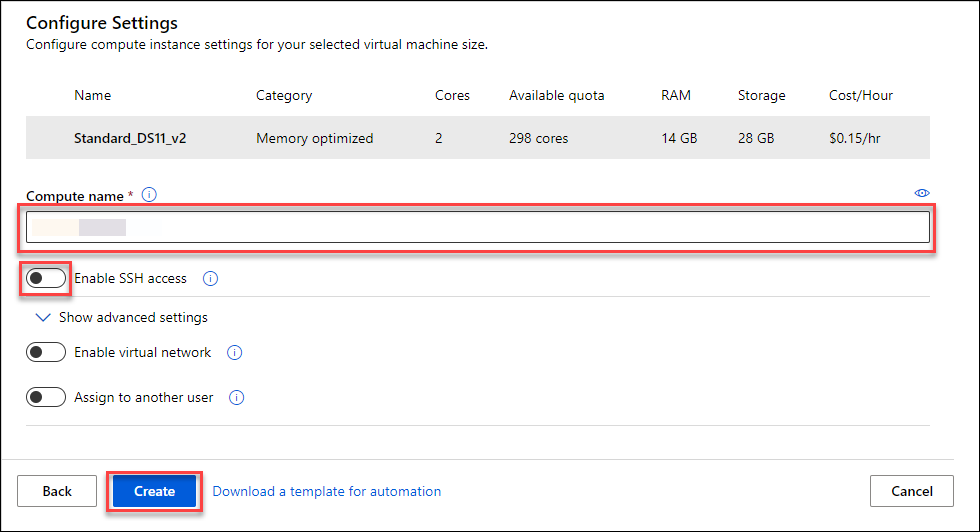 Configure Settings
Configure compute instance settings for your selected virtual machine size.
Name Category Cores Available quota RAM Storage Cost/Hour
Standard_DS11_v2 Memory optimized 2 298 cores 14 GB 28 GB $0.15/hr
Compute name *
Enable SSH access
Show advanced settings
Enable virtual network
Assign to another user
Back Create Download a template for automation Cancel